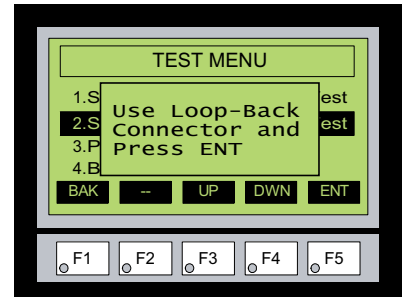 TEST MENU
1.S est
Use Loop-Back
2.S est
Connector and
3.P
Press ENT
4.B
BAK -- UP DWN ENT
F1 F2 F3 F4 F5